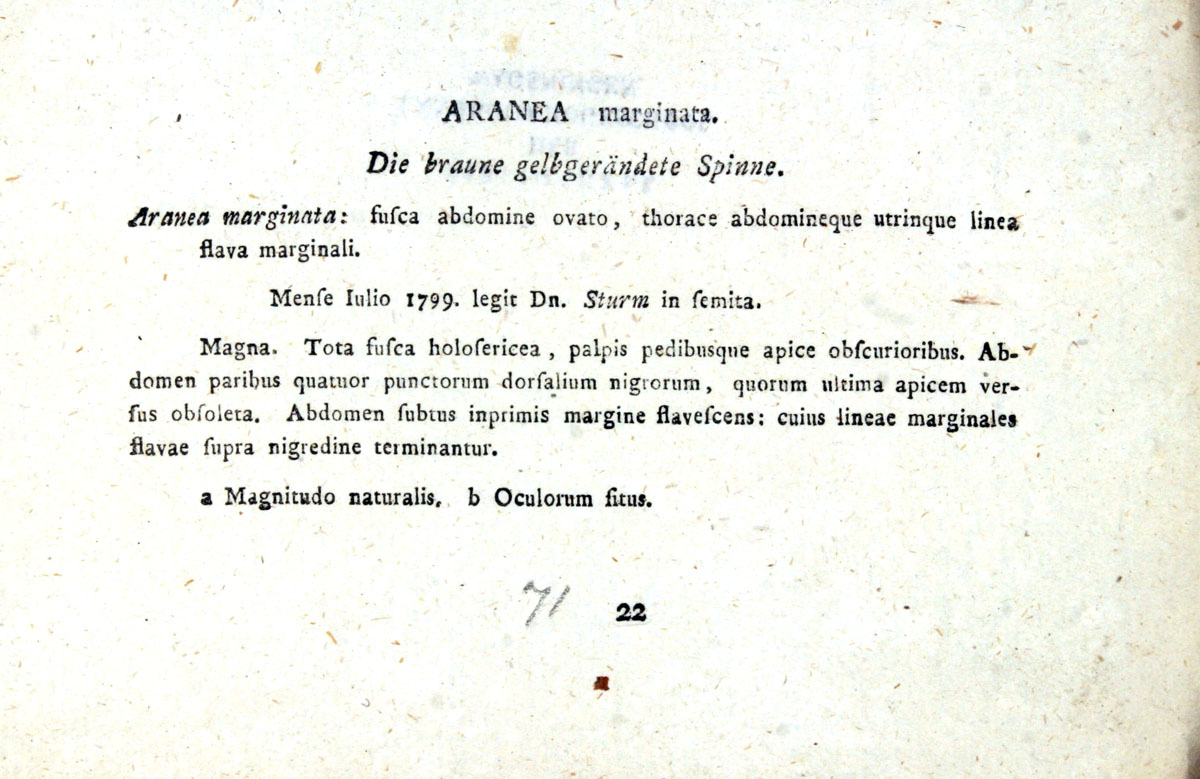 ARANEA marginata.
Die braune gelbgerändete Spinne.
Aranea marginata: fuſca abdomine ovato, thorace abdomineque utrinque linea
flava marginali.
Menſe Iulio 1799. legit Dn. Sturm in ſemita.
Magna. Tota fuſca holoſericea, palpis pedibusque apice obſcurioribus. Ab-
domen paribus quatuor punctorum dorſalium nigrorum, quorum ultima apicem ver-
ſus obſoleta. Abdomen ſubtus inprimis margine flaveſcens: cuius lineae marginales
flavae ſupra nigredine terminantur.
a Magnitudo naturalis. b Oculorum ſitus.
71 22